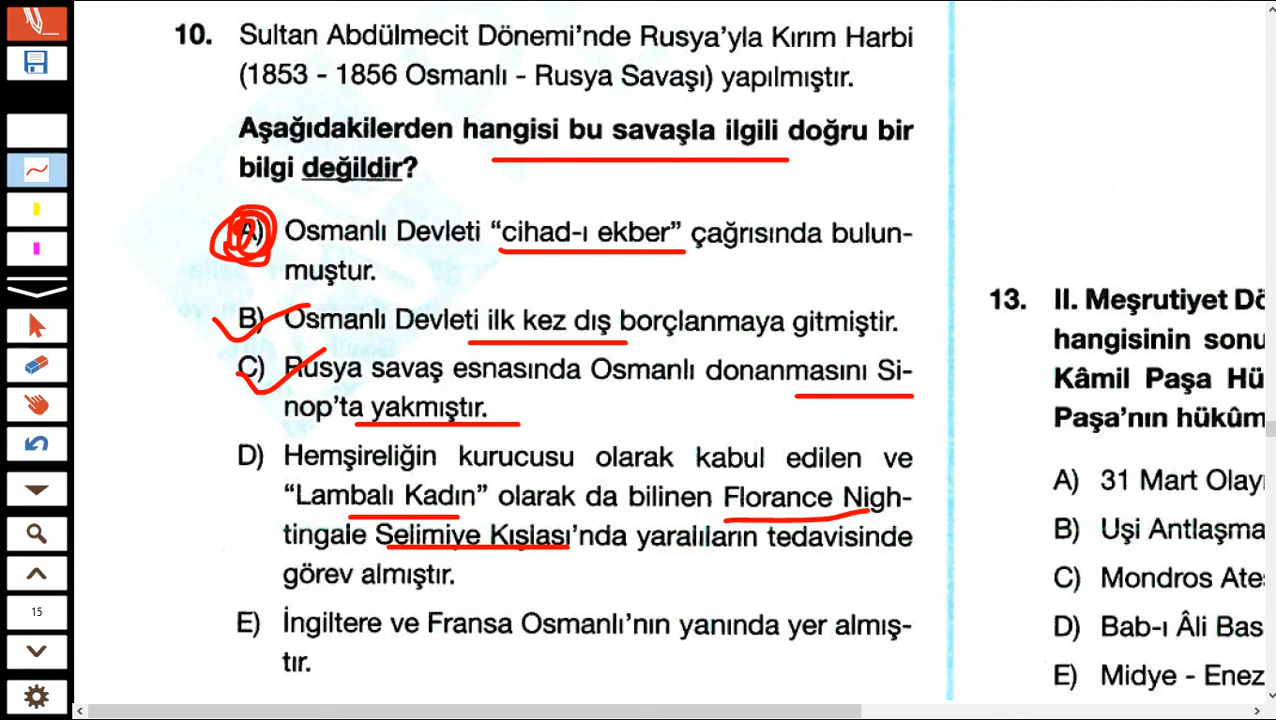 10. Sultan Abdülmecit Dönemi'nde Rusya'yla Kırım Harbi
(1853 - 1856 Osmanlı - Rusya Savaşı) yapılmıştır.
Aşağıdakilerden hangisi bu savaşla ilgili doğru bir
bilgi değildir?
A) Osmanlı Devleti “cihad-ı ekber” çağrısında bulun-
muştur.
B) Osmanlı Devleti ilk kez dış borçlanmaya gitmiştir.
C) Rusya savaş esnasında Osmanlı donanmasını Si-
nop'ta yakmıştır.
D) Hemşireliğin kurucusu olarak kabul edilen ve
“Lambalı Kadın” olarak da bilinen Florance Nigh-
tingale Selimiye Kışlası'nda yaralıların tedavisinde
görev almıştır.
E) İngiltere ve Fransa Osmanlı'nın yanında yer almış-
tır.
13. II. Meşrutiyet Dö
hangisinin sonu
Kâmil Paşa Hü
Paşa'nın hükûm
A) 31 Mart Olayı
B) Uşi Antlaşma
C) Mondros Ateş
D) Bab-ı Âli Bas
E) Midye - Enez
15